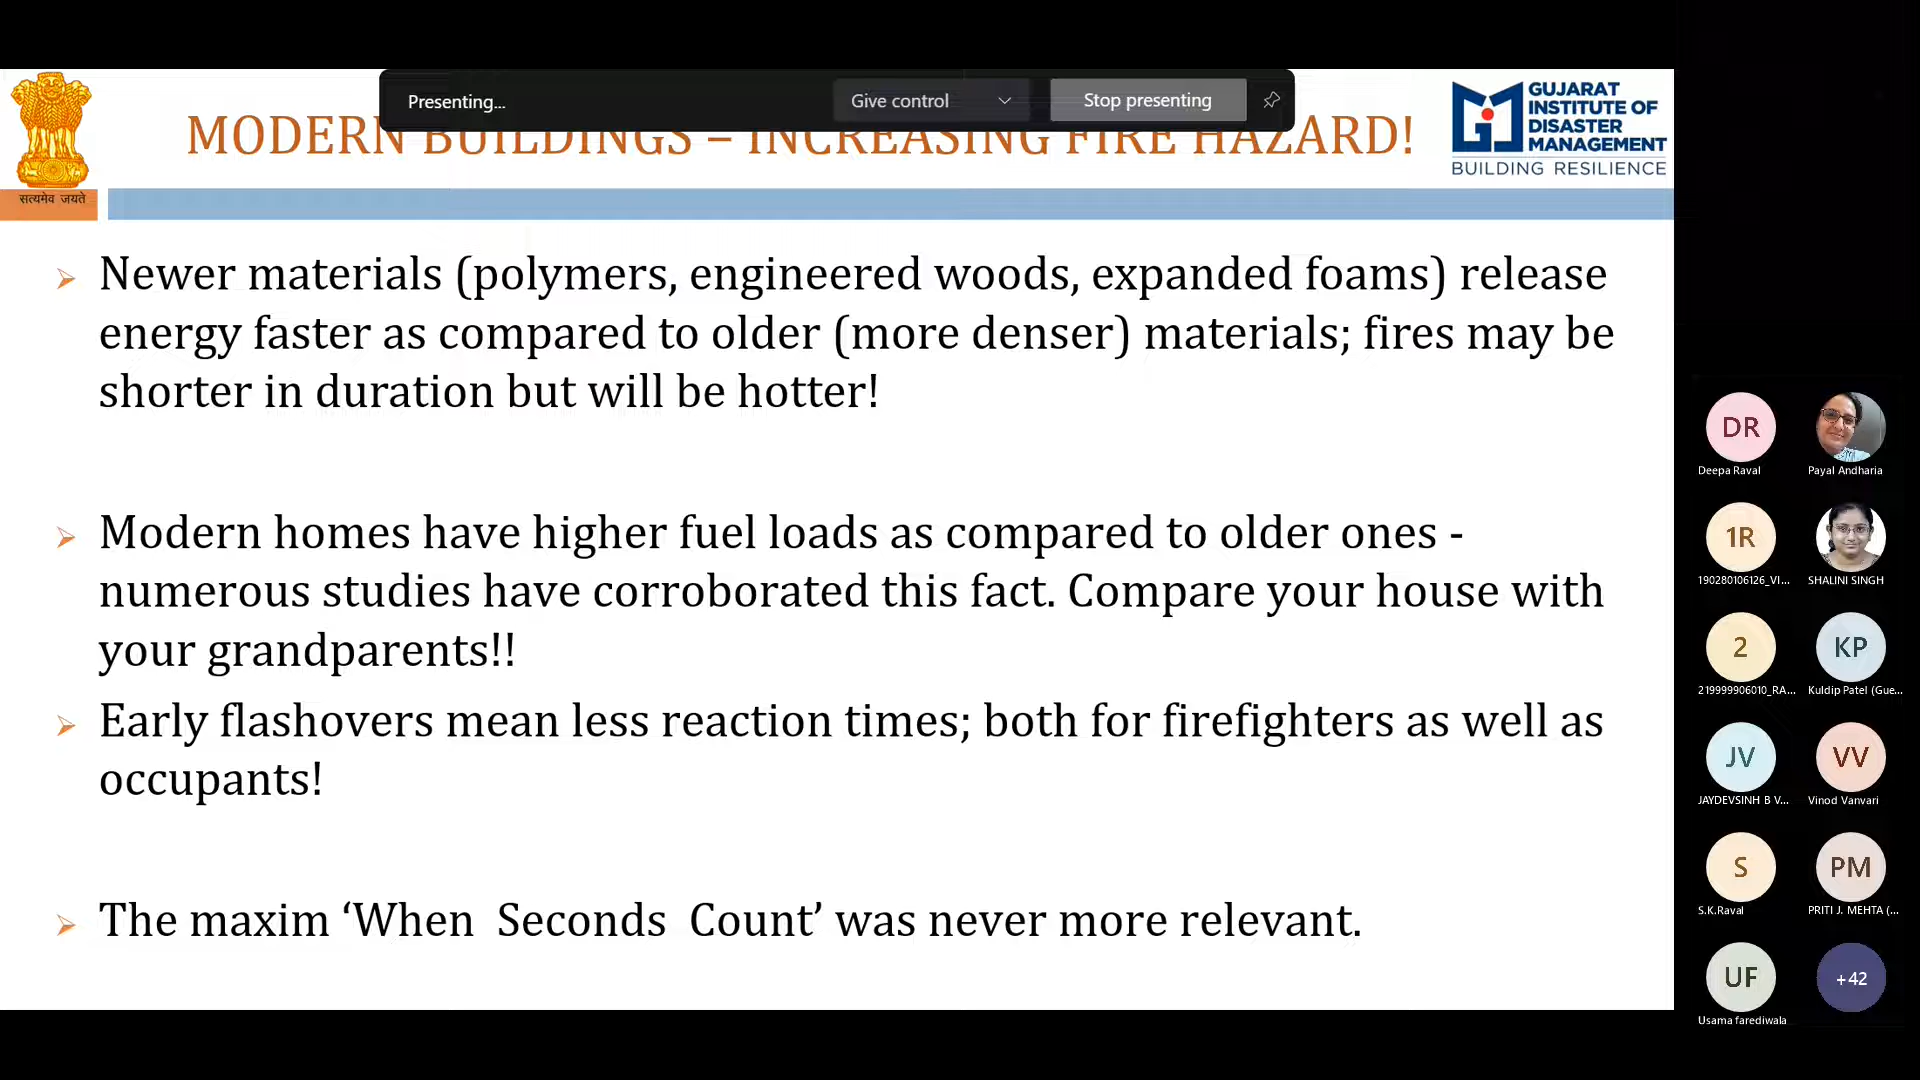 Presenting...
Give control
Stop presenting
MODERN BUILDINGS – INCREASING FIRE HAZARD!
GUJARAT
INSTITUTE OF
DISASTER
MANAGEMENT
BUILDING RESILIENCE
सत्यमेव जयते
Newer materials (polymers, engineered woods, expanded foams) release
energy faster as compared to older (more denser) materials; fires may be
shorter in duration but will be hotter!
Modern homes have higher fuel loads as compared to older ones -
numerous studies have corroborated this fact. Compare your house with
your grandparents!!
Early flashovers mean less reaction times; both for firefighters as well as
occupants!
The maxim ‘When Seconds Count’ was never more relevant.
DR
Deepa Raval
Payal Andharia
1R
190280106126_VI...
SHALINI SINGH
2
219999906010_RA...
KP
Kuldip Patel (Gue...
JV
JAYDEVSINH B V...
VV
Vinod Vanvari
S
S.K.Raval
PM
PRITI J. MEHTA (...
UF
Usama farediwala
+42